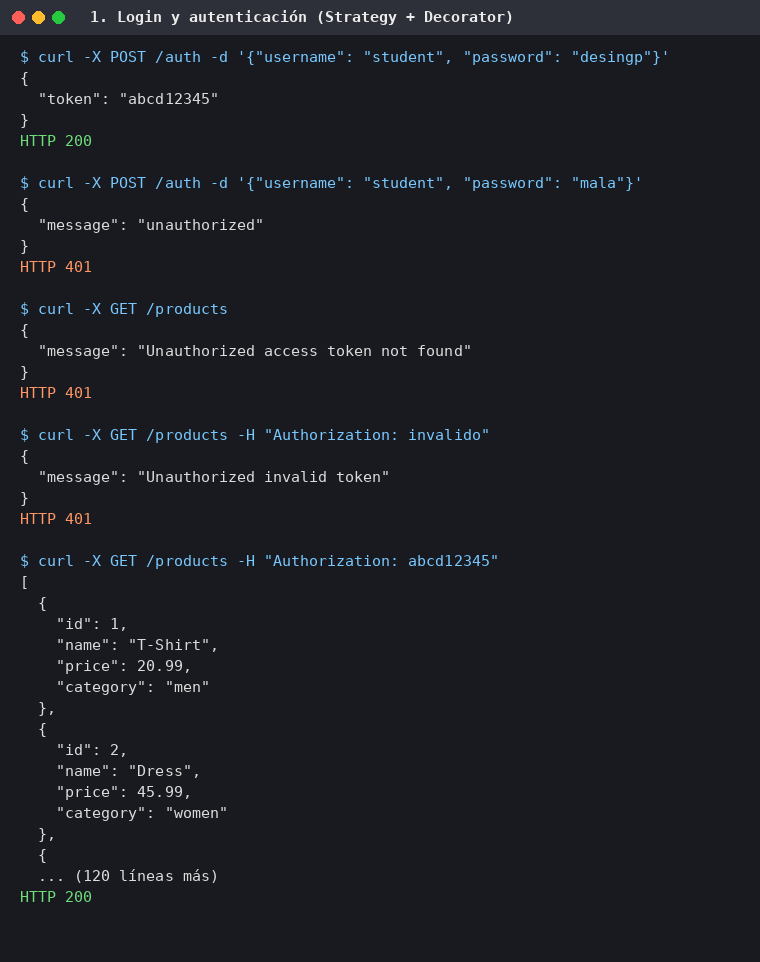 1. Login y autenticación (Strategy + Decorator)
$ curl -X POST /auth -d '{"username": "student", "password": "desingp"}'
{
  "token": "abcd12345"
}
HTTP 200
$ curl -X POST /auth -d '{"username": "student", "password": "mala"}'
{
  "message": "unauthorized"
}
HTTP 401
$ curl -X GET /products
{
  "message": "Unauthorized access token not found"
}
HTTP 401
$ curl -X GET /products -H "Authorization: invalido"
{
  "message": "Unauthorized invalid token"
}
HTTP 401
$ curl -X GET /products -H "Authorization: abcd12345"
[
  {
    "id": 1,
    "name": "T-Shirt",
    "price": 20.99,
    "category": "men"
  },
  {
    "id": 2,
    "name": "Dress",
    "price": 45.99,
    "category": "women"
  },
  {
  ... (120 líneas más)
HTTP 200